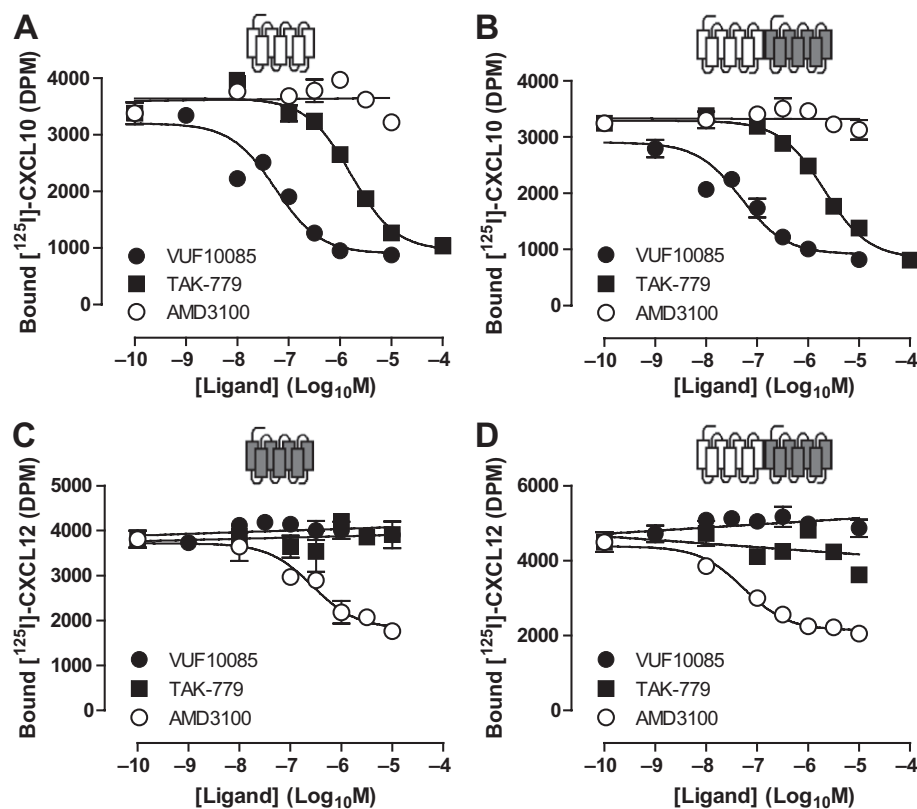 A
Bound [¹²⁵I]-CXCL10 (DPM)
4000
3000
2000
1000
0
VUF10085
TAK-779
AMD3100
–10 –9 –8 –7 –6 –5 –4
[Ligand] (Log₁₀M)
B
Bound [¹²⁵I]-CXCL10 (DPM)
4000
3000
2000
1000
0
VUF10085
TAK-779
AMD3100
–10 –9 –8 –7 –6 –5 –4
[Ligand] (Log₁₀M)
C
Bound [¹²⁵I]-CXCL12 (DPM)
5000
4000
3000
2000
1000
0
VUF10085
TAK-779
AMD3100
–10 –9 –8 –7 –6 –5 –4
[Ligand] (Log₁₀M)
D
Bound [¹²⁵I]-CXCL12 (DPM)
6000
4000
2000
0
VUF10085
TAK-779
AMD3100
–10 –9 –8 –7 –6 –5 –4
[Ligand] (Log₁₀M)